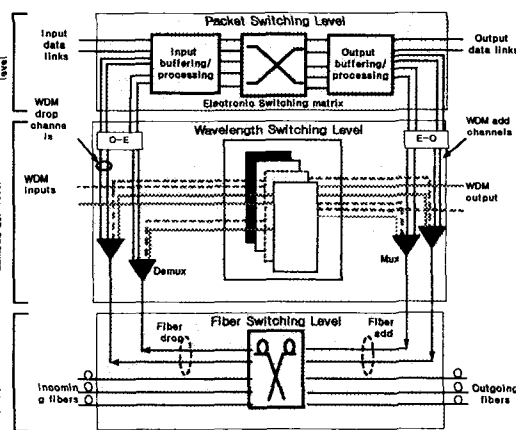 Packet Switching Level
Input
data
links
Input
buffering/
processing
Output
buffering/
processing
Output
data links
Electronic Switching matrix
level
WDM
drop
channe
ls
O-E
Wavelength Switching Level
E-O
WDM add
channels
WDM
inputs
WDM
output
Demux
Mux
Fiber Switching Level
Fiber
drop
Fiber
add
Incomin
g fibers
Outgoing
fibers